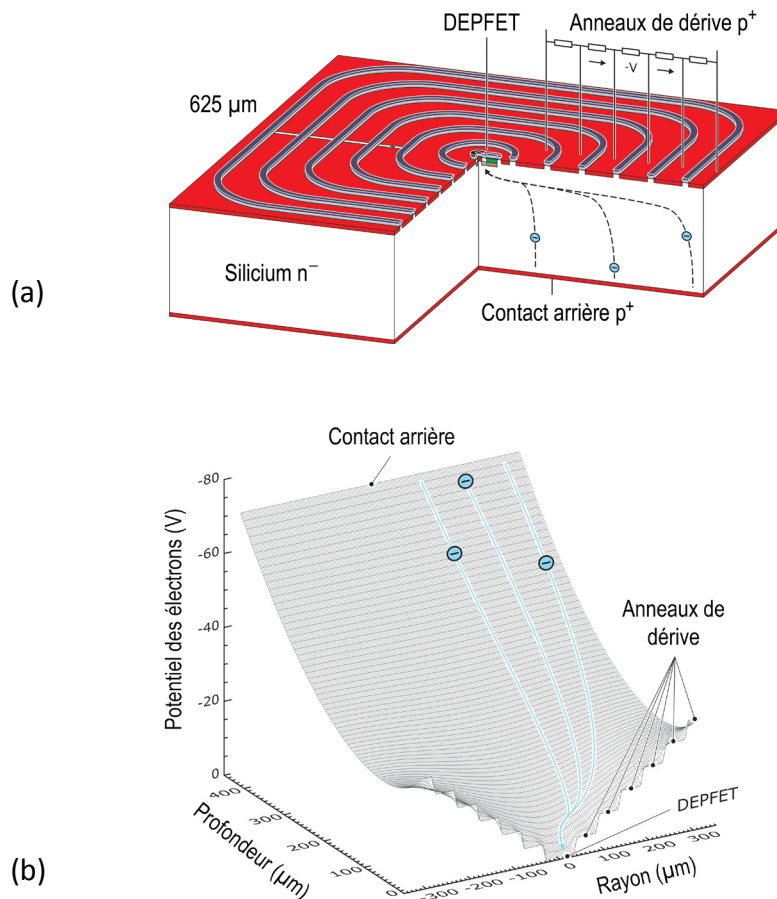 DEPFET
Anneaux de dérive p+
-V
625 µm
Silicium n–
(a)
Contact arrière p+
Contact arrière
-80
-60
-40
-20
0
Potentiel des électrons (V)
Anneaux de
dérive
400
300
200
100
0
Profondeur (µm)
DEPFET
-300
-200
-100
0
100
200
300
Rayon (µm)
(b)